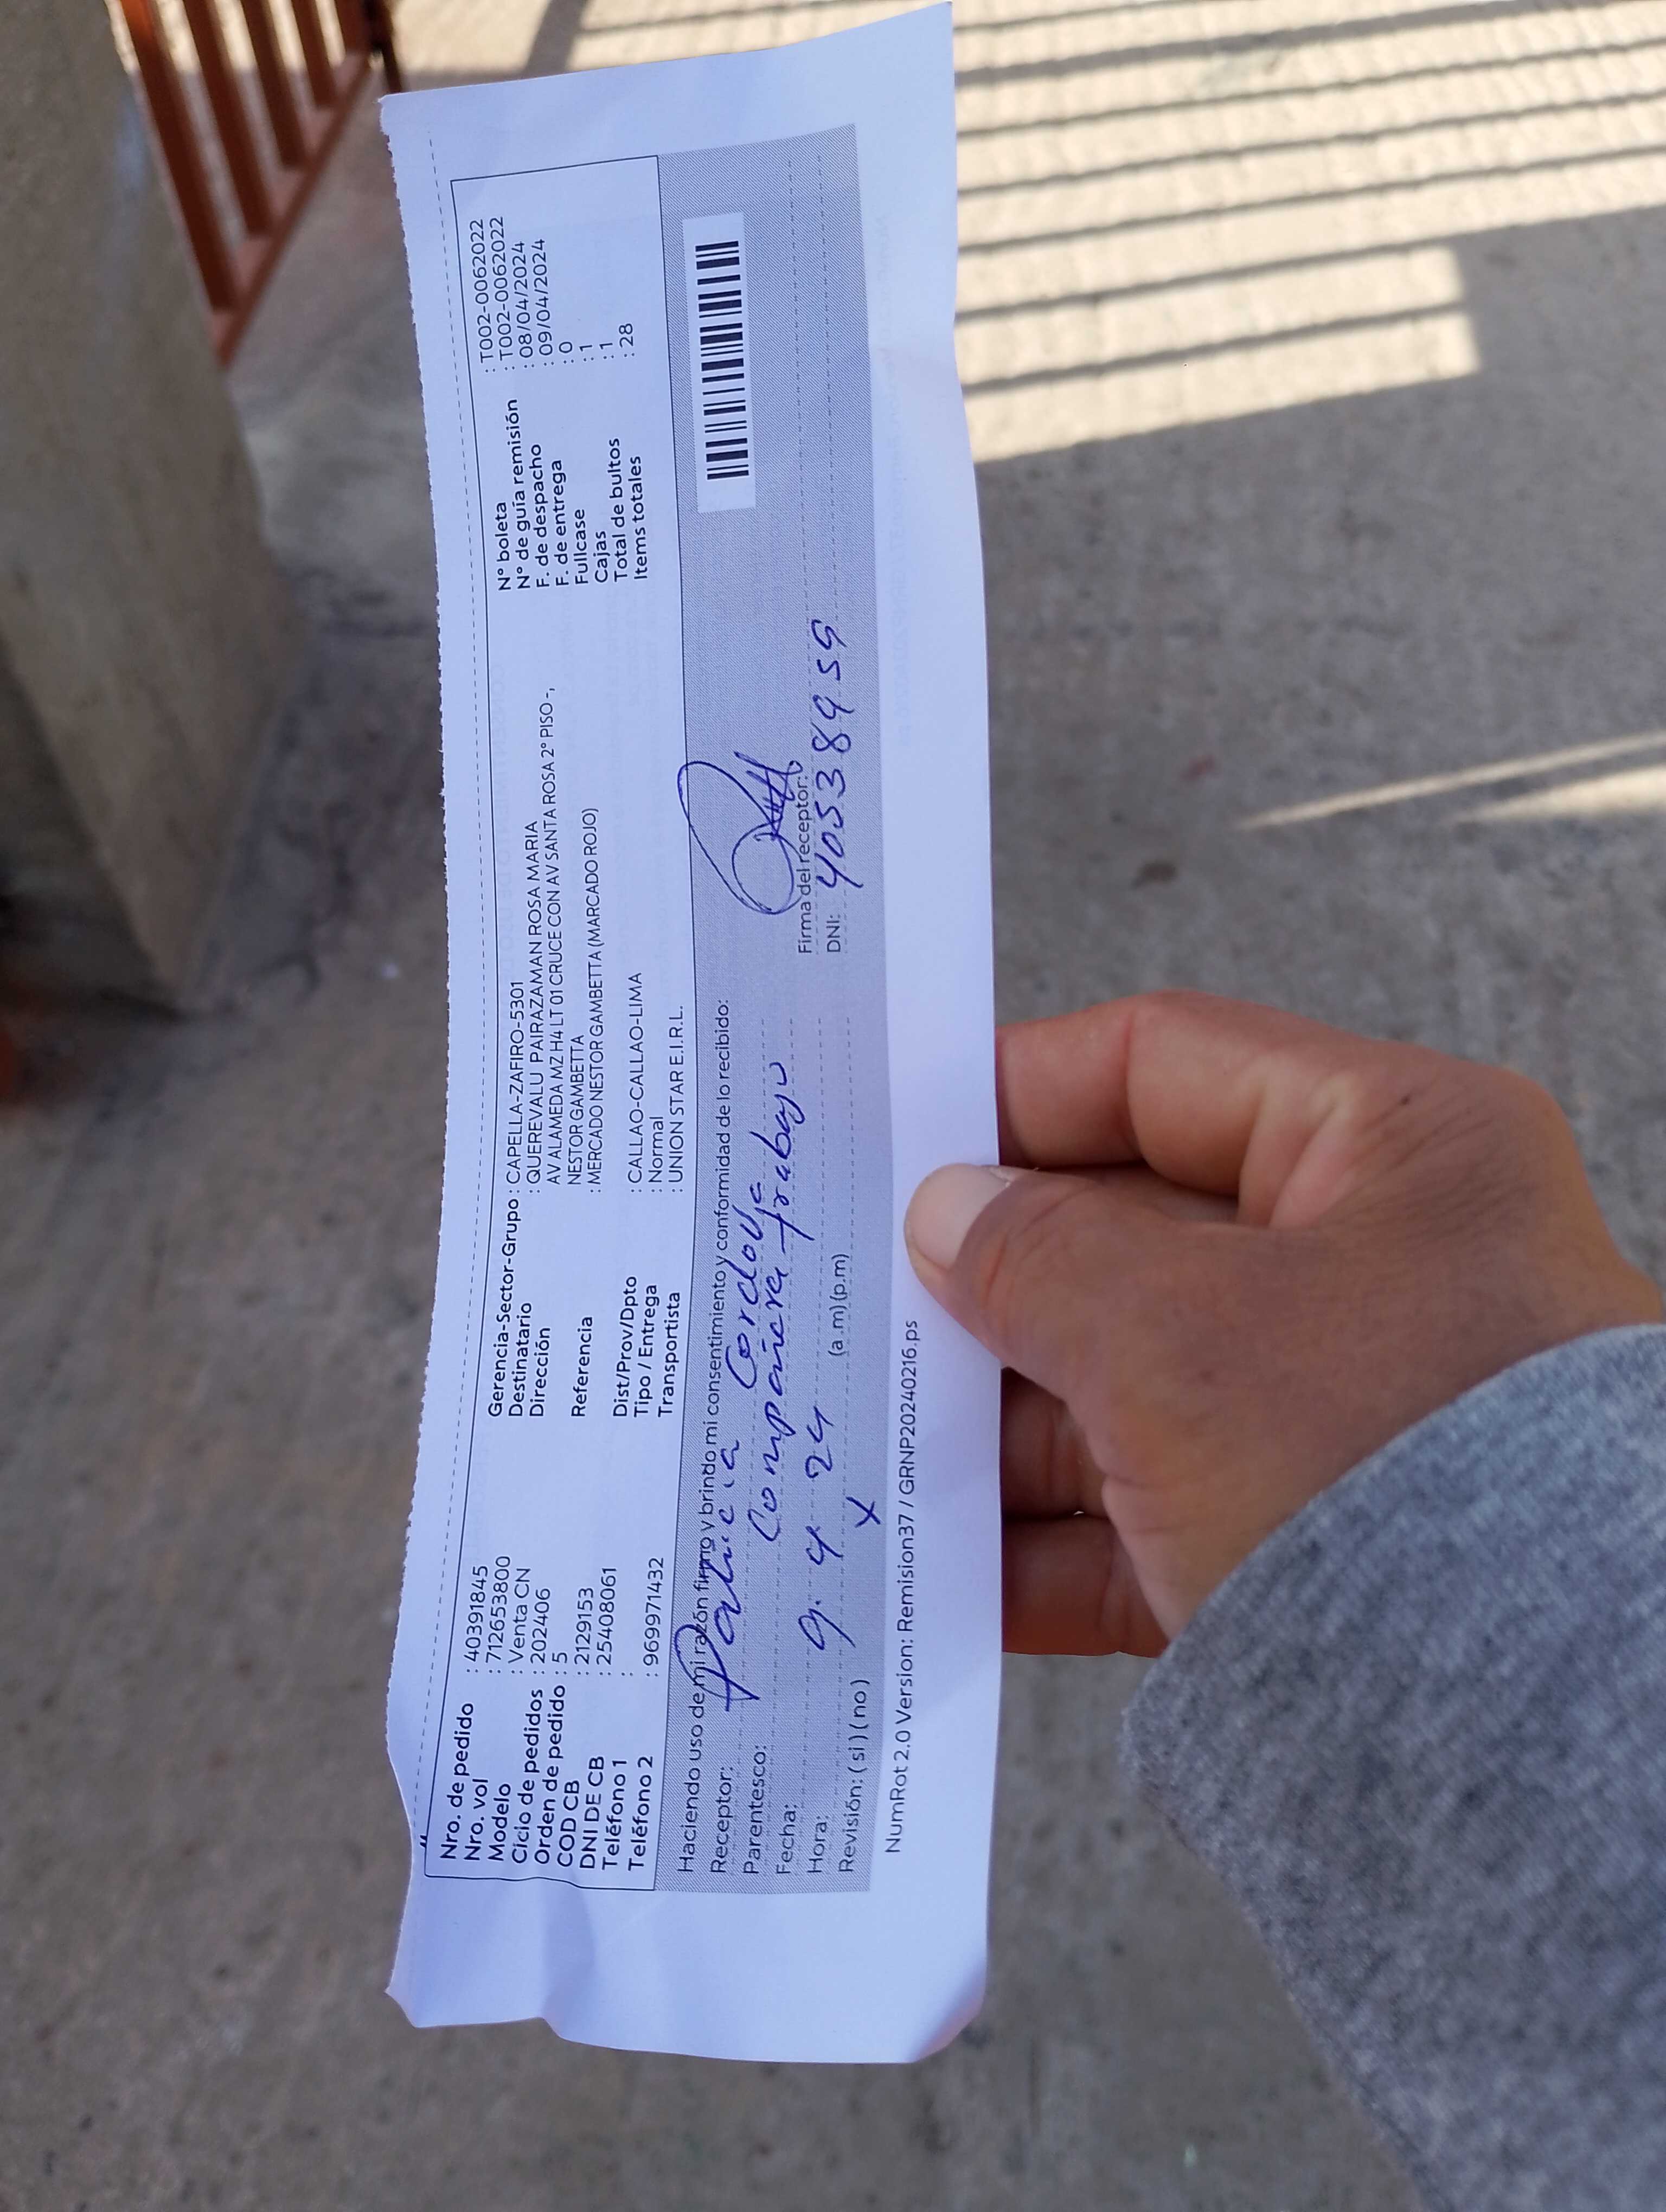 Nro. de pedido : 40391845
Nro. vol : 712653800
Modelo : Venta CN
Ciclo de pedidos : 202406
Orden de pedido : 5
COD CB : 2129153
DNI DE CB : 25408061
Teléfono 1 :
Teléfono 2 : 969971432
Gerencia-Sector-Grupo : CAPELLA-ZAFIRO-5301
Destinatario : QUEREVALU PAIRAZAMAN ROSA MARIA
Dirección AV ALAMEDA MZ H4 LT 01 CRUCE CON AV SANTA ROSA 2º PISO -,
NESTOR GAMBETTA
Referencia : MERCADO NESTOR GAMBETTA (MARCADO ROJO)
Dist/Prov/Dpto : CALLAO-CALLAO-LIMA
Tipo / Entrega : Normal
Transportista : UNION STAR E.I.R.L.
N° boleta : T002-0062022
N° de guía remisión : T002-0062022
F. de despacho : 08/04/2024
F. de entrega : 09/04/2024
Fullcase : 0
Cajas : 1
Total de bultos : 1
Items totales : 28
Haciendo uso de mi razón firmo y brindo mi consentimiento y conformidad de lo recibido:
Receptor: Patricia Cordova
Parentesco: Compañera trabajo
Fecha: 9. 4 24
Hora: (a.m) (p.m)
Revisión: ( si ) ( no ) X
Firma del receptor:
DNI: 40538959
NumRot 2.0 Version: Remision37 / GRNP20240216.ps